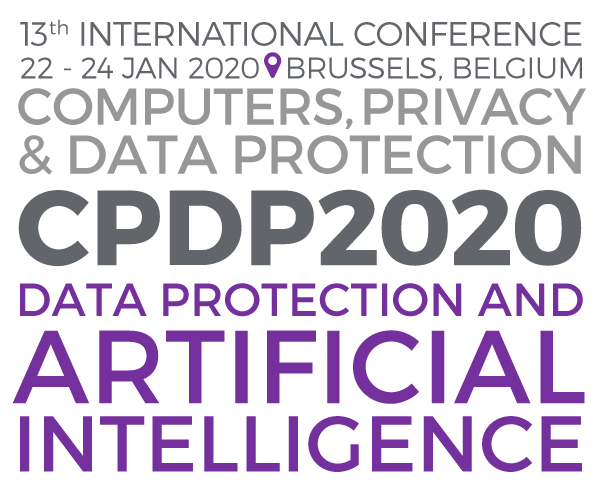 13th INTERNATIONAL CONFERENCE
22 - 24 JAN 2020 BRUSSELS, BELGIUM
COMPUTERS, PRIVACY
& DATA PROTECTION
CPDP2020
DATA PROTECTION AND
ARTIFICIAL
INTELLIGENCE